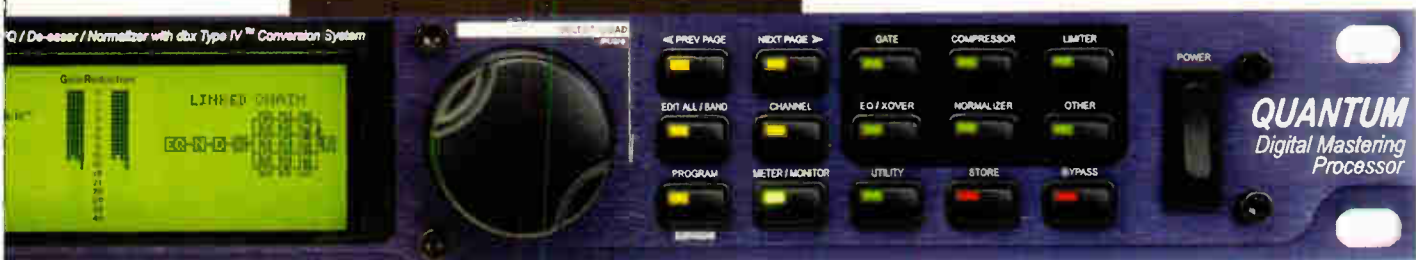 EQ / De-esser / Normalizer with dbx Type IV™ Conversion System
Gain Reduction
LINKED CHAIN
EQ-N-D
◄ PREV PAGE
NEXT PAGE ►
GATE
COMPRESSOR
LIMITER
POWER
EDIT ALL / BAND
CHANNEL
EQ / XOVER
NORMALIZER
OTHER
PROGRAM
METER / MONITOR
UTILITY
STORE
BYPASS
QUANTUM
Digital Mastering
Processor